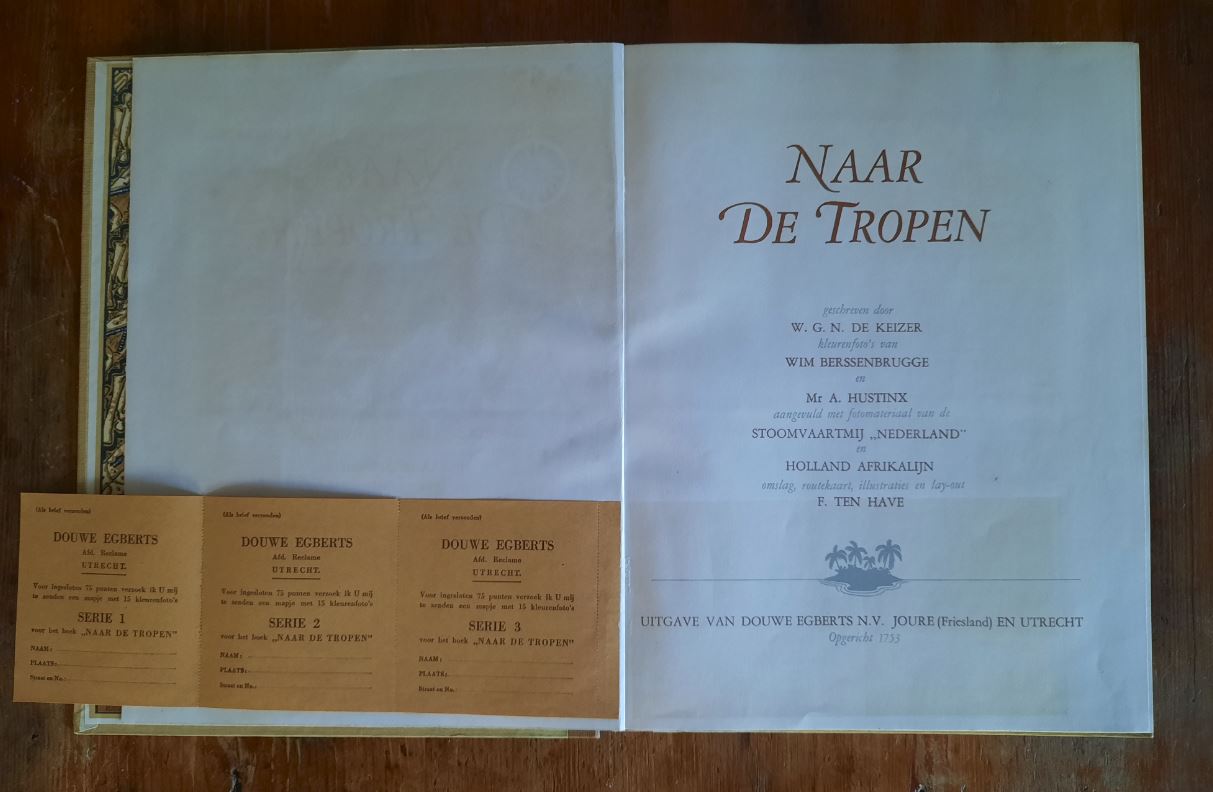 NAAR
DE TROPEN
geschreven door
W. G. N. DE KEIZER
kleurenfoto's van
WIM BERSSENBRUGGE
en
Mr A. HUSTINX
aangevuld met fotomateriaal van de
STOOMVAARTMIJ „NEDERLAND"
en
HOLLAND AFRIKALIJN
omslag, routekaart, illustraties en lay-out
F. TEN HAVE
UITGAVE VAN DOUWE EGBERTS N.V. JOURE (Friesland) EN UTRECHT
Opgericht 1753
(Als brief verzenden)
DOUWE EGBERTS
Afd. Reclame
UTRECHT.
Voor ingesloten 75 punten verzoek ik U mij
te zenden een mapje met 15 kleurenfoto's
SERIE 1
voor het boek „NAAR DE TROPEN"
NAAM:
PLAATS:
Straat en No.:
(Als brief verzenden)
DOUWE EGBERTS
Afd. Reclame
UTRECHT.
Voor ingesloten 75 punten verzoek ik U mij
te zenden een mapje met 15 kleurenfoto's
SERIE 2
voor het boek „NAAR DE TROPEN"
NAAM:
PLAATS:
Straat en No.:
(Als brief verzenden)
DOUWE EGBERTS
Afd. Reclame
UTRECHT.
Voor ingesloten 75 punten verzoek ik U mij
te zenden een mapje met 15 kleurenfoto's
SERIE 3
voor het boek „NAAR DE TROPEN"
NAAM:
PLAATS:
Straat en No.: